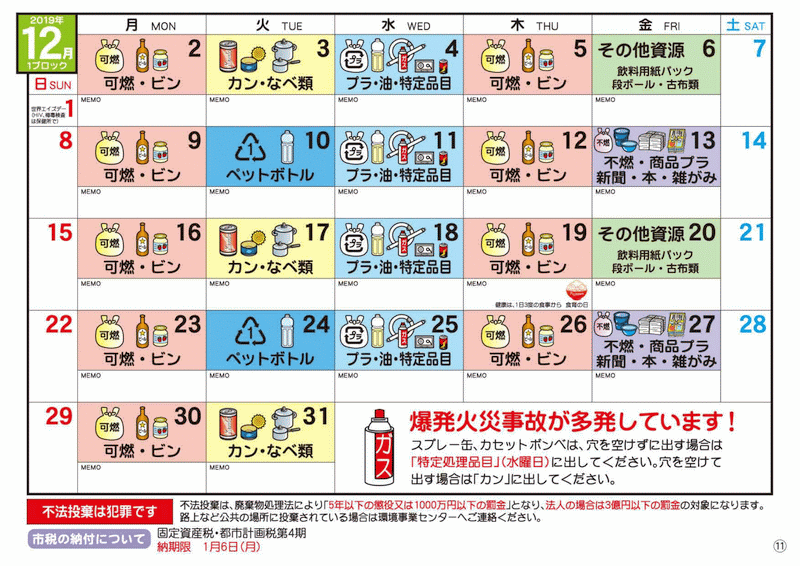 2019年
12月
1ブロック
日 SUN
月 MON
火 TUE
水 WED
木 THU
金 FRI
土 SAT
世界エイズデー
(HIV、梅毒検査
は保健所で)
1
可燃
2
可燃・ビン
MEMO
3
カン・なべ類
MEMO
プラ
ガス
4
プラ・油・特定品目
MEMO
可燃
5
可燃・ビン
MEMO
その他資源 6
飲料用紙パック
段ボール・古布類
MEMO
7
8
可燃
9
可燃・ビン
MEMO
1
10
ペットボトル
MEMO
プラ
ガス
11
プラ・油・特定品目
MEMO
可燃
12
可燃・ビン
MEMO
不燃
13
不燃・商品プラ
新聞・本・雑がみ
MEMO
14
15
可燃
16
可燃・ビン
MEMO
17
カン・なべ類
MEMO
プラ
ガス
18
プラ・油・特定品目
MEMO
可燃
19
可燃・ビン
MEMO
健康は、1日3度の食事から 食育の日
その他資源 20
飲料用紙パック
段ボール・古布類
MEMO
21
22
可燃
23
可燃・ビン
MEMO
1
24
ペットボトル
MEMO
プラ
ガス
25
プラ・油・特定品目
MEMO
可燃
26
可燃・ビン
MEMO
不燃
27
不燃・商品プラ
新聞・本・雑がみ
MEMO
28
29
可燃
30
可燃・ビン
MEMO
31
カン・なべ類
MEMO
ガス
爆発火災事故が多発しています!
スプレー缶、カセットボンベは、穴を空けずに出す場合は
「特定処理品目」(水曜日)に出してください。穴を空けて
出す場合は「カン」に出してください。
不法投棄は犯罪です
不法投棄は、廃棄物処理法により「5年以下の懲役又は1000万円以下の罰金」となり、法人の場合は3億円以下の罰金の対象になります。
路上など公共の場所に投棄されている場合は環境事業センターへご連絡ください。
市税の納付について
固定資産税・都市計画税第4期
納期限 1月6日(月)
⑪